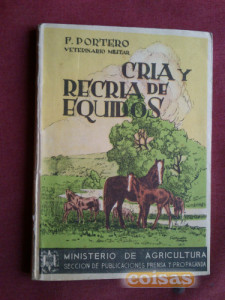 F. PORTERO
VETERINARIO MILITAR
CRIA Y
RECRIA DE
EQUIDOS
MINISTERIO DE AGRICULTURA
SECCION DE PUBLICACIONES, PRENSA Y PROPAGANDA
coisas